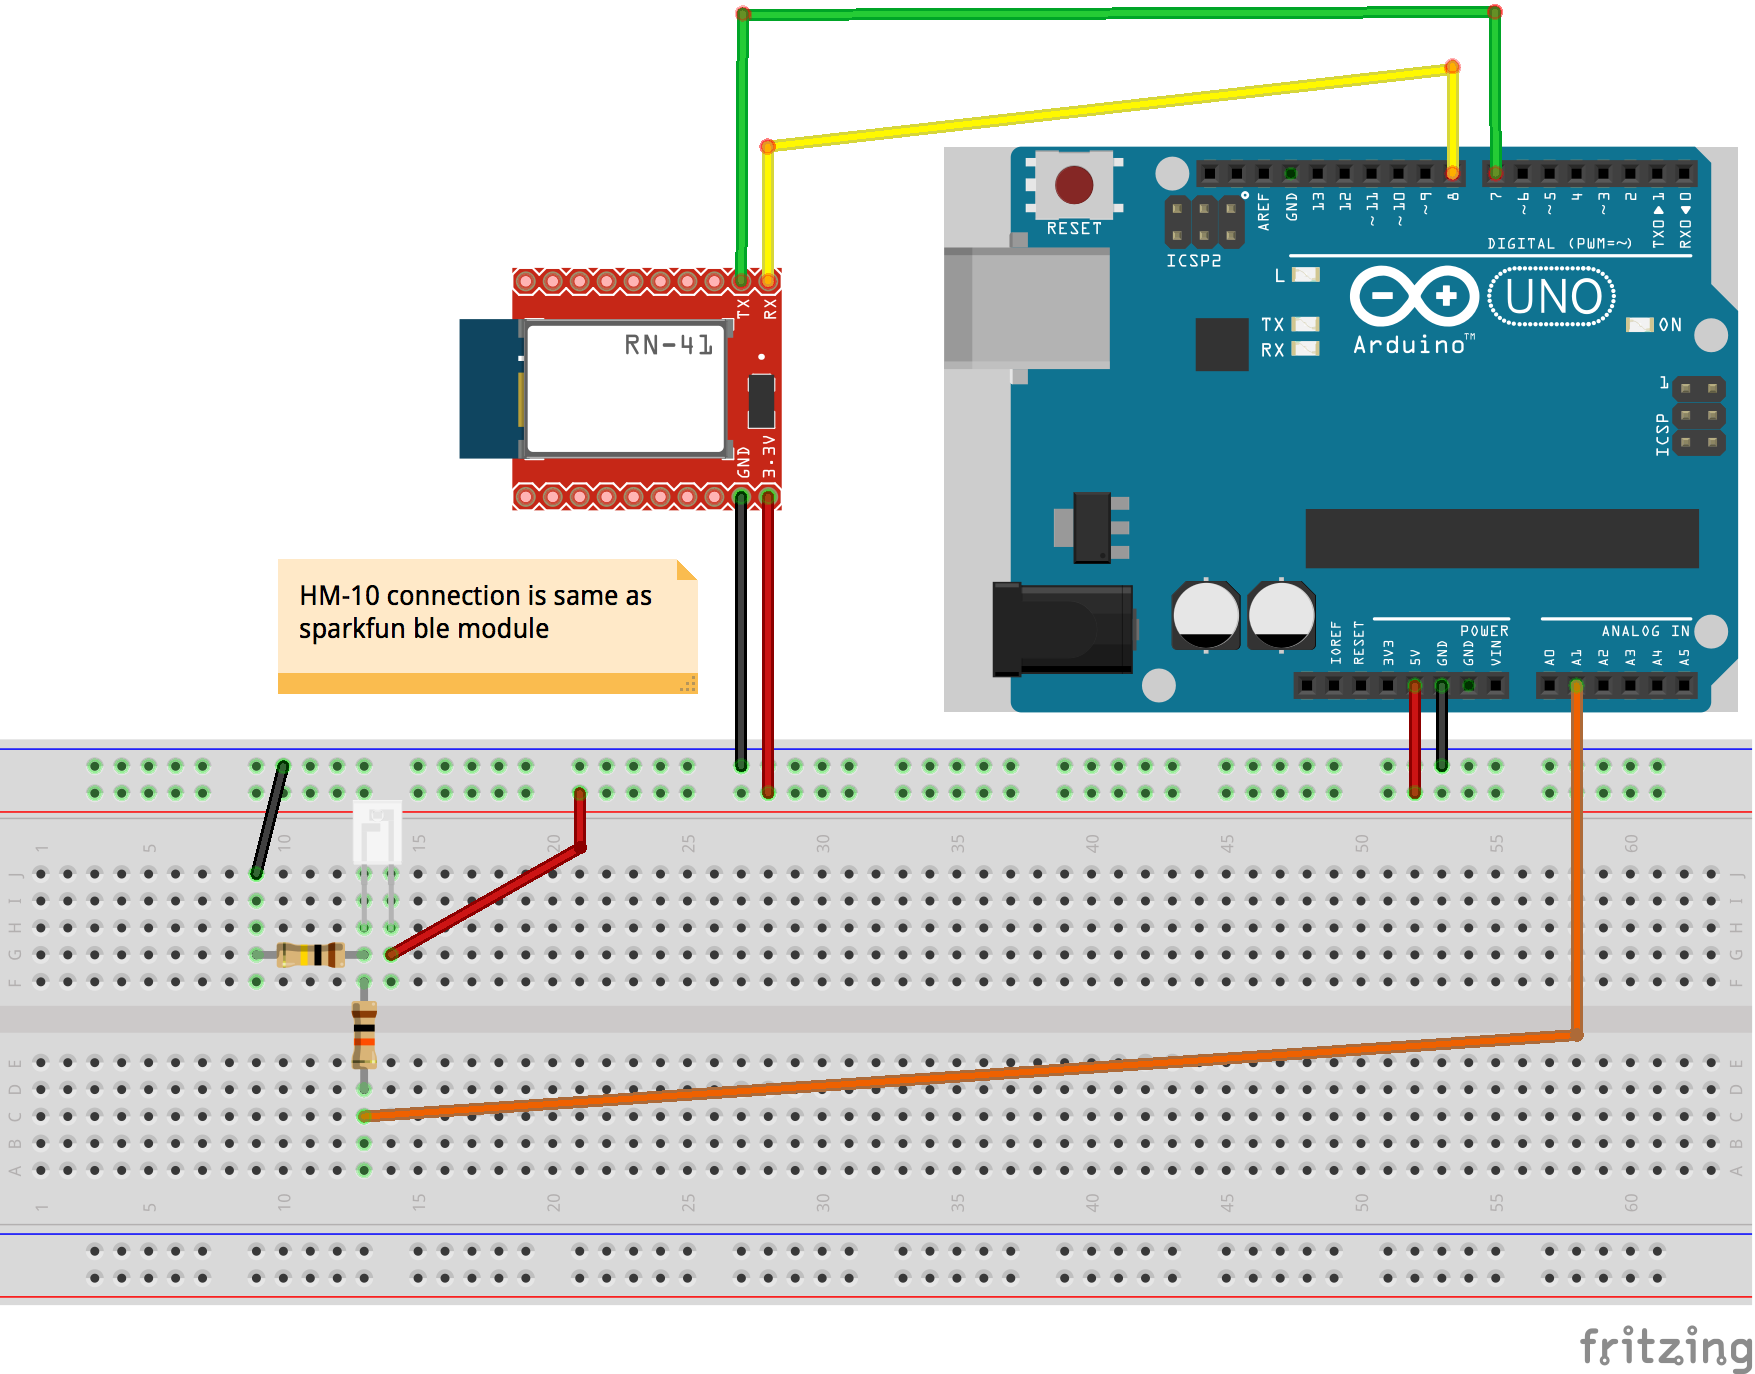 RESET
ICSP2
AREF
GND
13
12
~11
~10
~9
8
7
~6
~5
4
~3
2
TX0▶1
RX0◀0
DIGITAL (PWM=~)
L
TX
RX
UNO
ON
Arduino™
1
ICSP
TX
RX
RN-41
GND
3.3V
HM-10 connection is same as
sparkfun ble module
IOREF
RESET
3V3
5V
GND
GND
VIN
POWER
ANALOG IN
A0
A1
A2
A3
A4
A5
1 5 10 15 20 25 30 35 40 45 50 55 60
J J
I I
H H
G G
F F
E E
D D
C C
B B
A A
1 5 10 15 20 25 30 35 40 45 50 55 60
fritzing